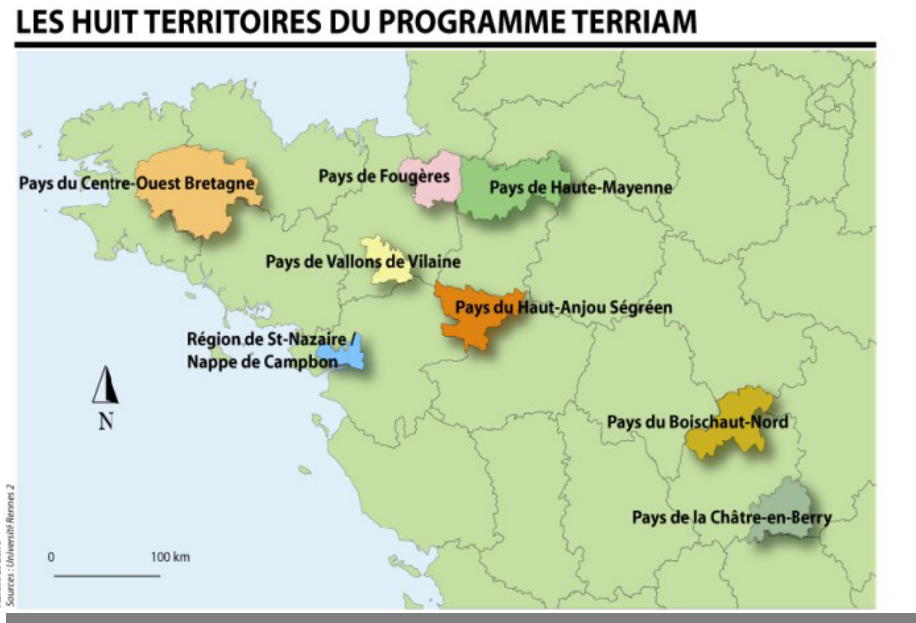 LES HUIT TERRITOIRES DU PROGRAMME TERRIAM
Pays du Centre-Ouest Bretagne
Pays de Fougères
Pays de Haute-Mayenne
Pays de Vallons de Vilaine
Pays du Haut-Anjou Ségréen
Région de St-Nazaire /
Nappe de Campbon
N
Pays du Boischaut-Nord
Pays de la Châtre-en-Berry
0 100 km
Sources : Université Rennes 2